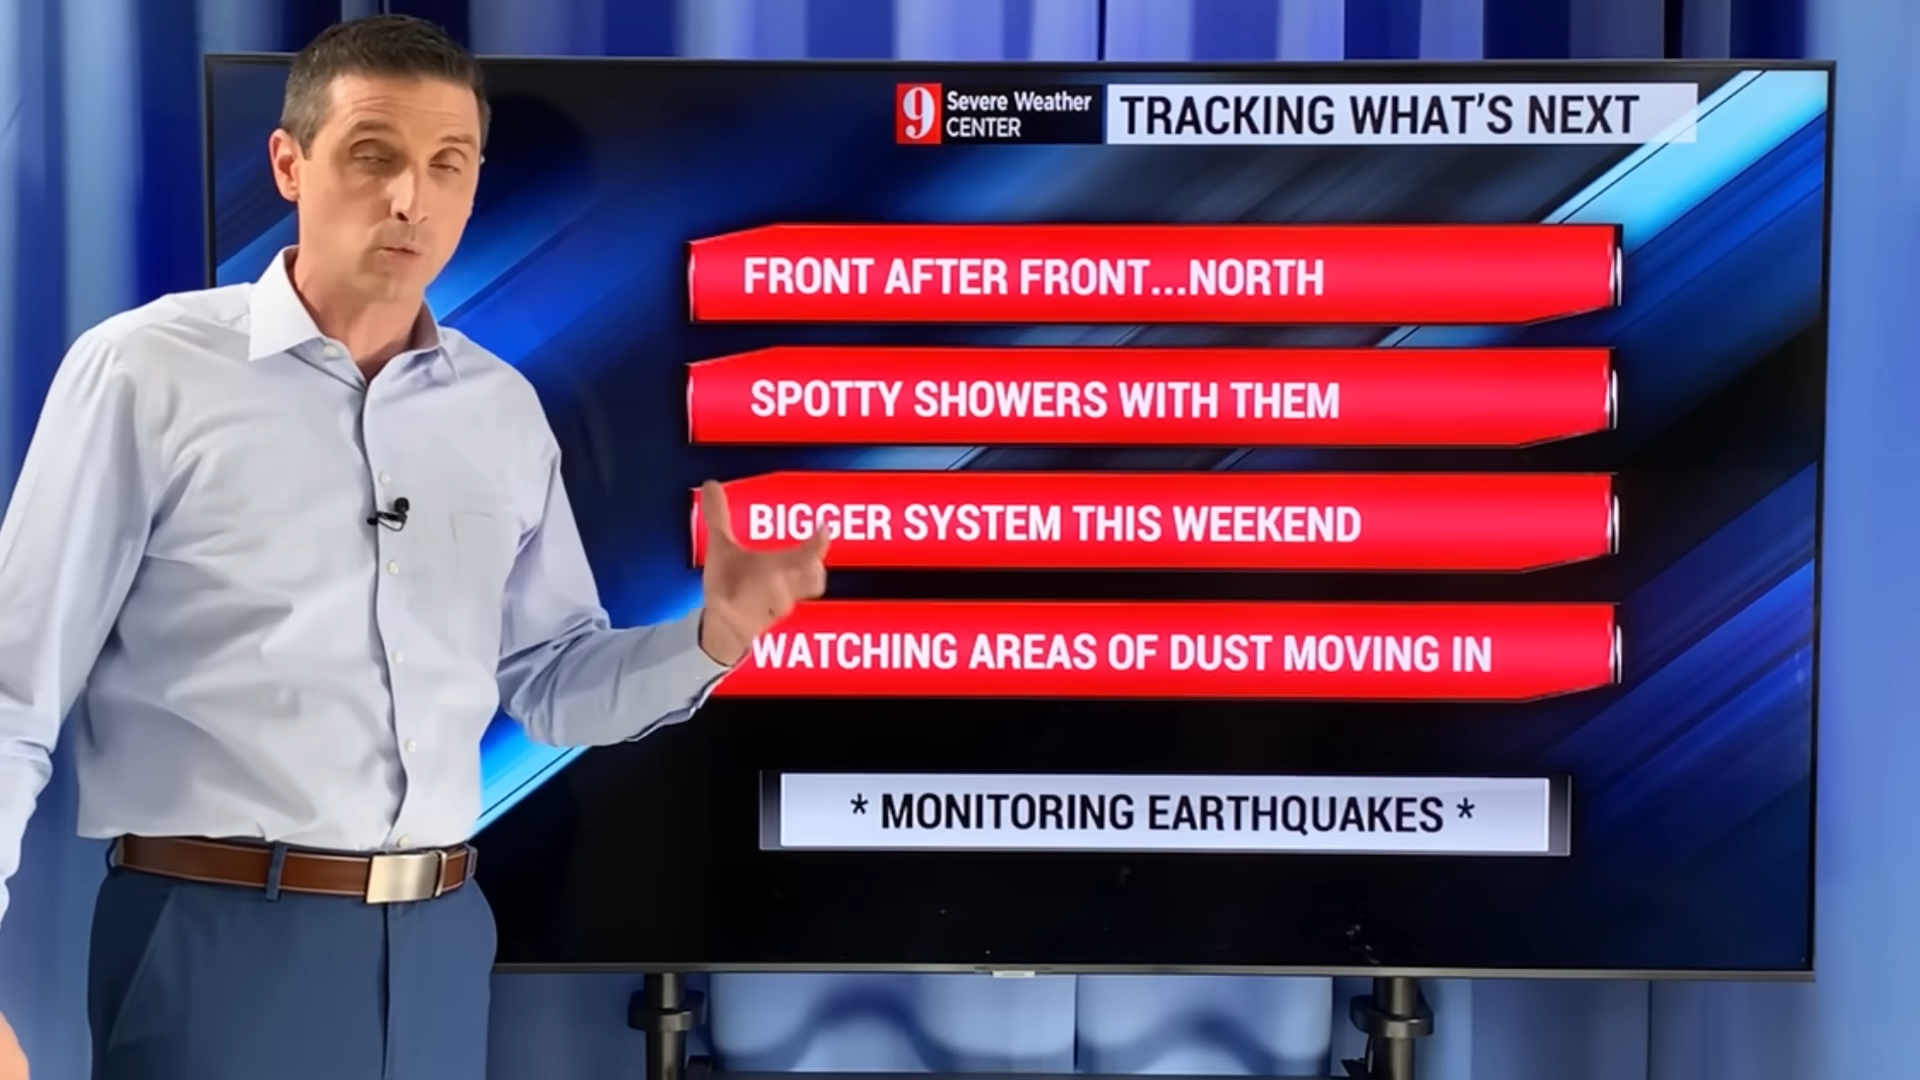 9 Severe Weather
CENTER
TRACKING WHAT'S NEXT
FRONT AFTER FRONT...NORTH
SPOTTY SHOWERS WITH THEM
BIGGER SYSTEM THIS WEEKEND
WATCHING AREAS OF DUST MOVING IN
* MONITORING EARTHQUAKES *